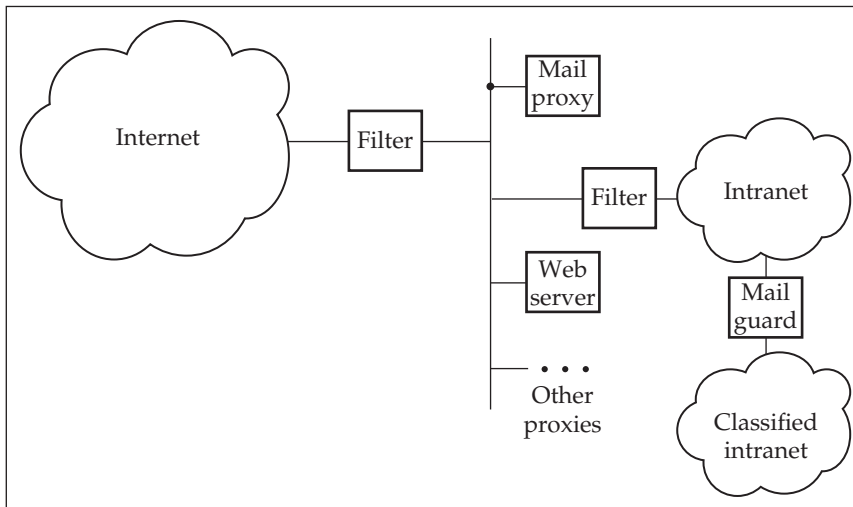 Internet
Filter
Mail
proxy
Filter
Intranet
Web
server
Mail
guard
Other
proxies
Classified
intranet